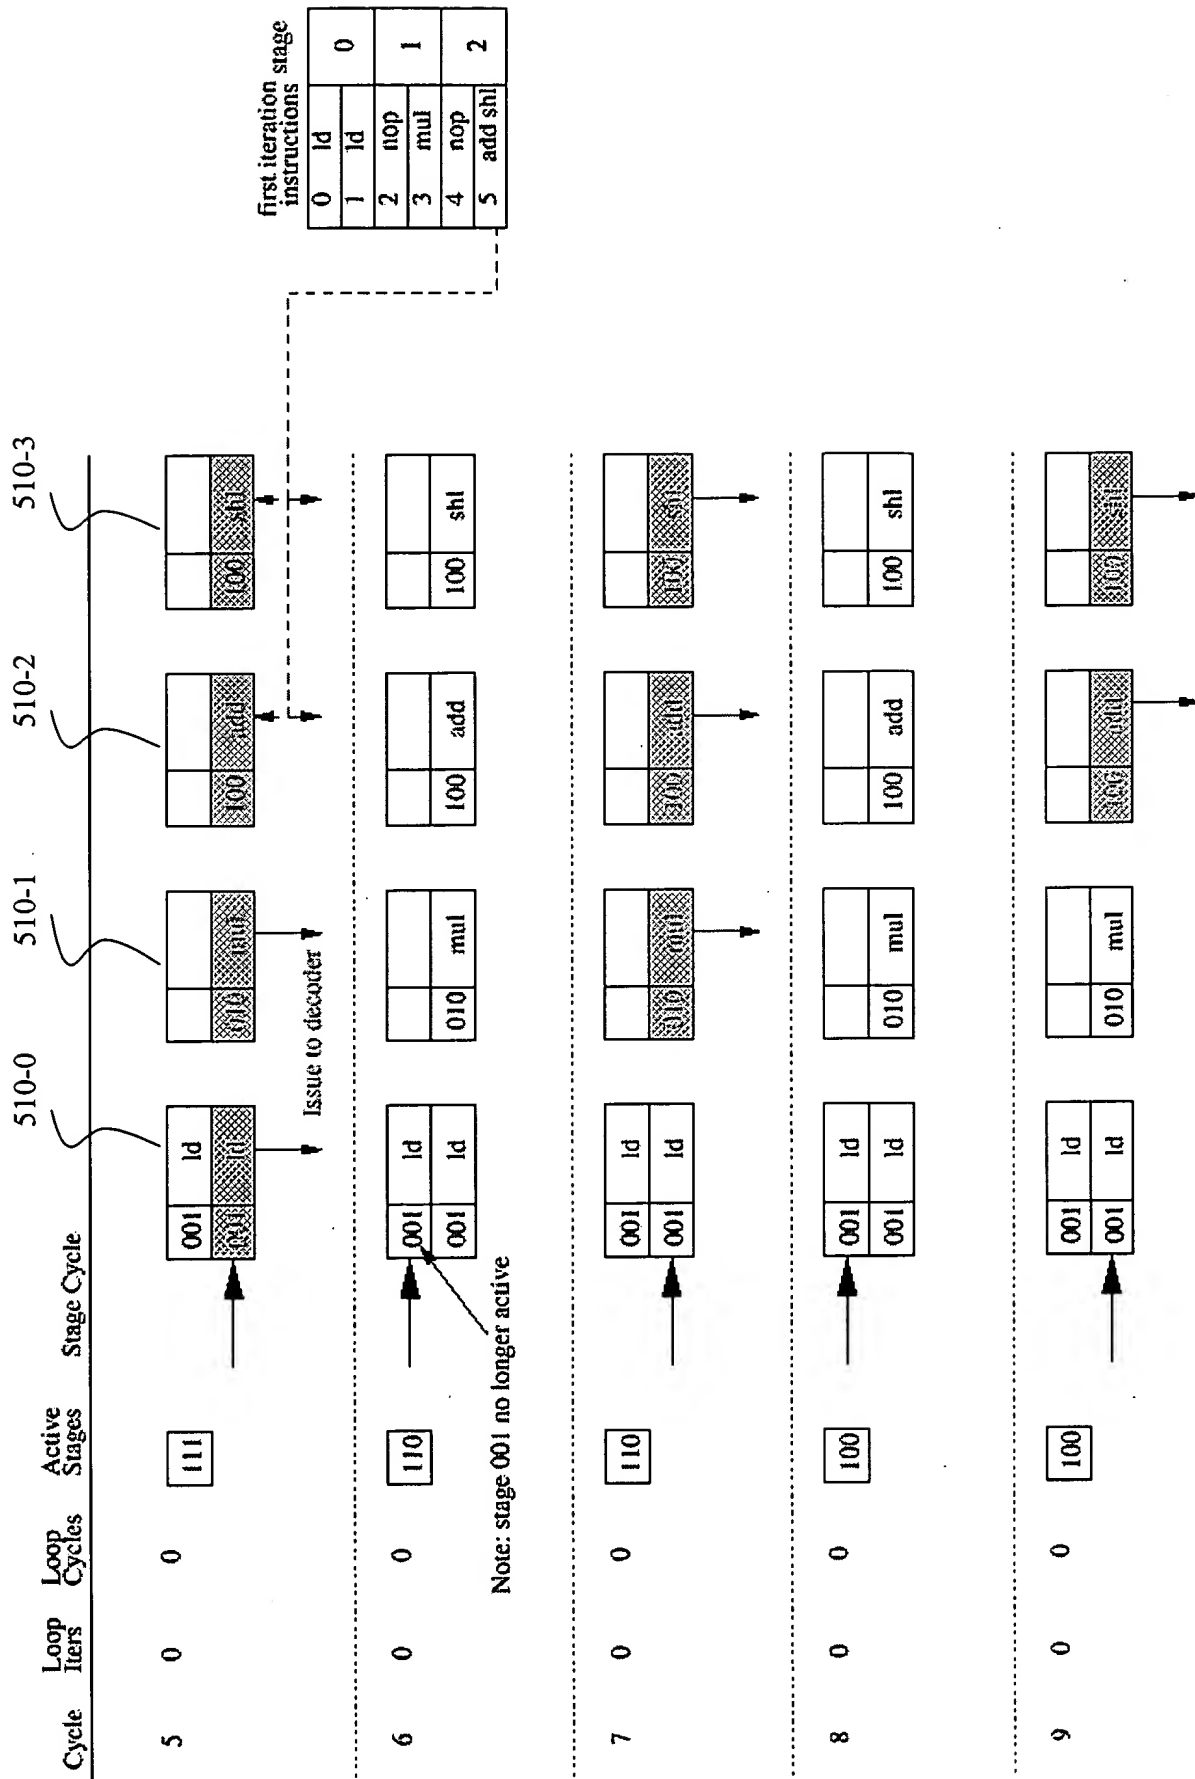 510-0 510-1 510-2 510-3
Cycle Loop Iters Loop Cycles Active Stages Stage Cycle
5 0 0 111
001 ld
001 ld 010 mul 100 add 100 shl
Issue to decoder
first iteration instructions stage
0 ld 0
1 ld
2 nop 1
3 mul
4 nop 2
5 add shl
6 0 0 110
001 ld
001 ld 010 mul 100 add 100 shl
Note: stage 001 no longer active
7 0 0 110
001 ld
001 ld 010 mul 100 add 100 shl
8 0 0 100
001 ld
001 ld 010 mul 100 add 100 shl
9 0 0 100
001 ld
001 ld 010 mul 100 add 100 shl